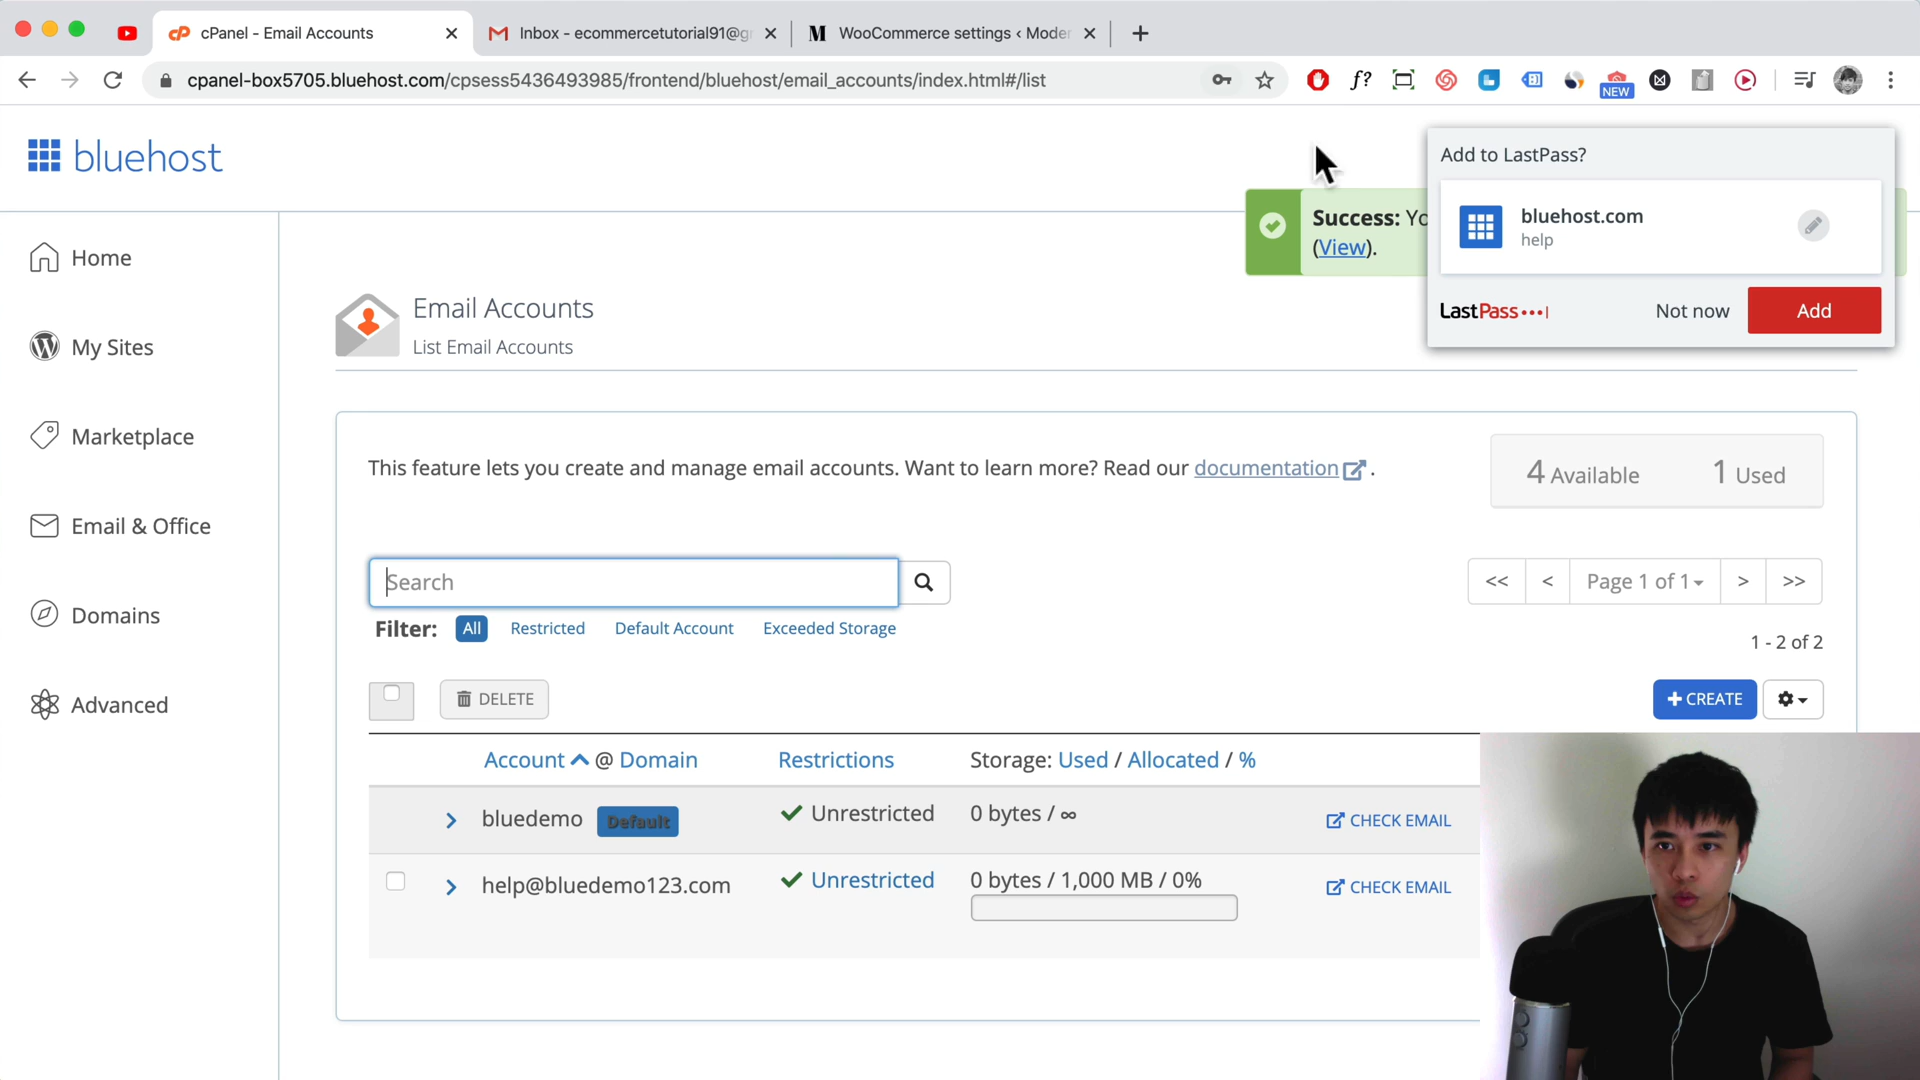 cPanel - Email Accounts
Inbox - ecommercetutorial91@g
WooCommerce settings ‹ Moder
cpanel-box5705.bluehost.com/cpsess5436493985/frontend/bluehost/email_accounts/index.html#/list
f?
NEW
bluehost
Add to LastPass?
bluehost.com
help
LastPass
Not now
Add
Success: Yo
(View).
Home
My Sites
Marketplace
Email & Office
Domains
Advanced
Email Accounts
List Email Accounts
This feature lets you create and manage email accounts. Want to learn more? Read our documentation.
4 Available 1 Used
Search
<< < Page 1 of 1 > >>
Filter: All Restricted Default Account Exceeded Storage
1 - 2 of 2
DELETE
+ CREATE
Account @ Domain Restrictions Storage: Used / Allocated / %
bluedemo Default Unrestricted 0 bytes / ∞ CHECK EMAIL
help@bluedemo123.com Unrestricted 0 bytes / 1,000 MB / 0% CHECK EMAIL